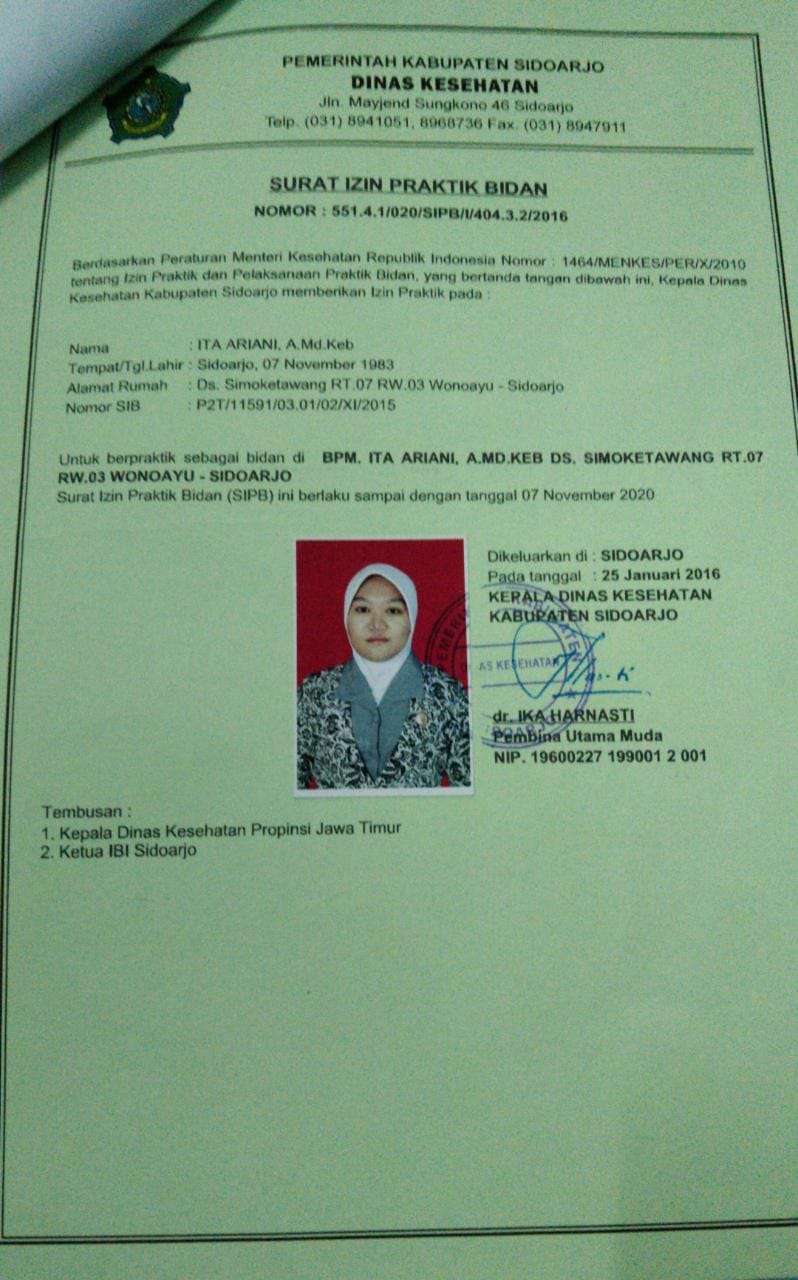 PEMERINTAH KABUPATEN SIDOARJO
DINAS KESEHATAN
Jln. Mayjend Sungkono 46 Sidoarjo
Telp. (031) 8941051, 8968736 Fax. (031) 8947911
SURAT IZIN PRAKTIK BIDAN
NOMOR : 551.4.1/020/SIPB/I/404.3.2/2016
Berdasarkan Peraturan Menteri Kesehatan Republik Indonesia Nomor : 1464/MENKES/PER/X/2010
tentang Izin Praktik dan Pelaksanaan Praktik Bidan, yang bertanda tangan dibawah ini, Kepala Dinas
Kesehatan Kabupaten Sidoarjo memberikan Izin Praktik pada :
Nama : ITA ARIANI, A.Md.Keb
Tempat/Tgl.Lahir : Sidoarjo, 07 November 1983
Alamat Rumah : Ds. Simoketawang RT.07 RW.03 Wonoayu - Sidoarjo
Nomor SIB : P2T/11591/03.01/02/XI/2015
Untuk berpraktik sebagai bidan di BPM. ITA ARIANI, A.MD.KEB DS. SIMOKETAWANG RT.07
RW.03 WONOAYU - SIDOARJO
Surat Izin Praktik Bidan (SIPB) ini berlaku sampai dengan tanggal 07 November 2020
Dikeluarkan di : SIDOARJO
Pada tanggal : 25 Januari 2016
KEPALA DINAS KESEHATAN
KABUPATEN SIDOARJO
AS KESEHATAN
dr. IKA HARNASTI
Pembina Utama Muda
NIP. 19600227 199001 2 001
Tembusan :
1. Kepala Dinas Kesehatan Propinsi Jawa Timur
2. Ketua IBI Sidoarjo